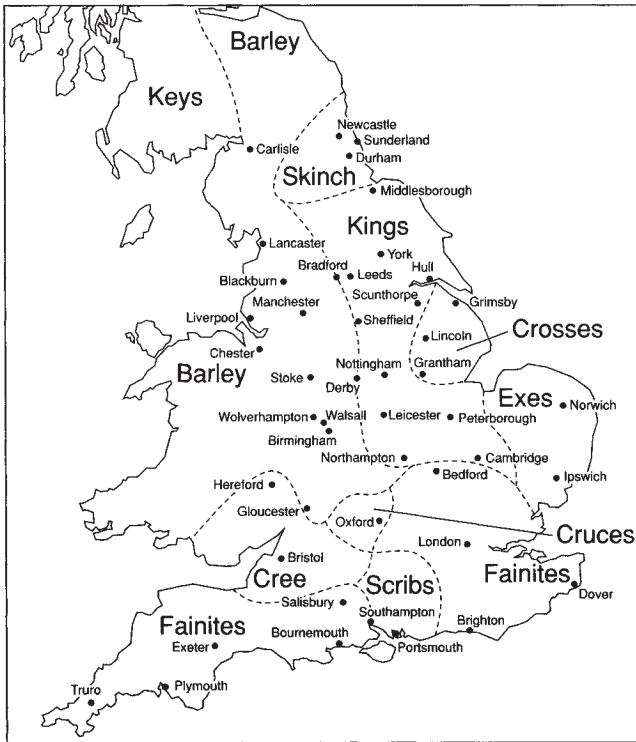 Barley
Keys
Newcastle
Sunderland
Carlisle
Durham
Skinch
Middlesborough
Kings
Lancaster
York
Bradford
Leeds
Hull
Blackburn
Scunthorpe
Manchester
Grimsby
Liverpool
Sheffield
Crosses
Lincoln
Chester
Nottingham
Grantham
Barley
Stoke
Derby
Exes
Norwich
Wolverhampton
Walsall
Leicester
Peterborough
Birmingham
Northampton
Cambridge
Bedford
Hereford
Ipswich
Gloucester
Oxford
Cruces
London
Bristol
Cree
Scribs
Fainites
Dover
Salisbury
Southampton
Fainites
Brighton
Bournemouth
Exeter
Portsmouth
Truro
Plymouth